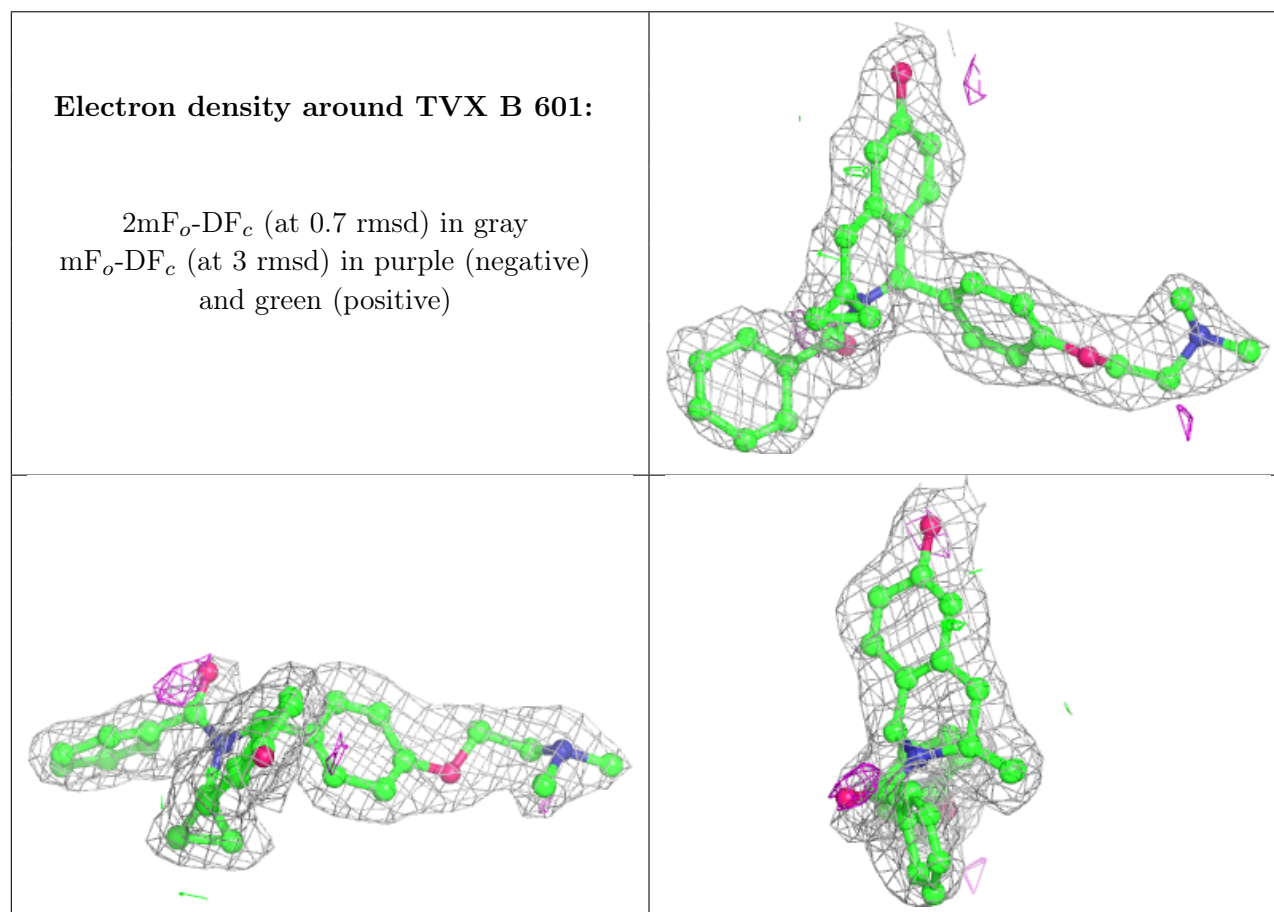 Electron density around TVX B 601:
2mFo-DFc (at 0.7 rmsd) in gray
mFo-DFc (at 3 rmsd) in purple (negative)
and green (positive)